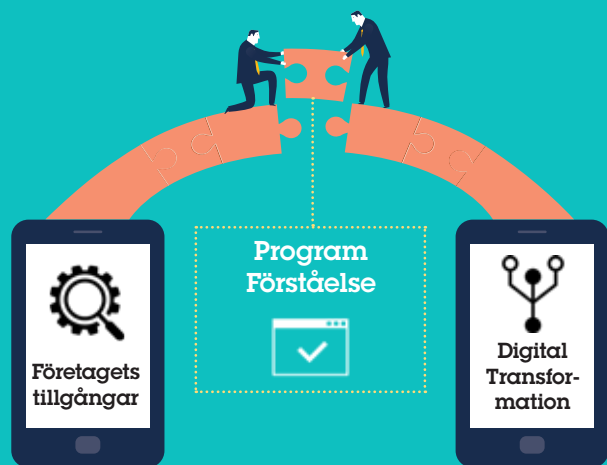 Program
Förståelse
Företagets
tillgångar
Digital
Transfor-
mation